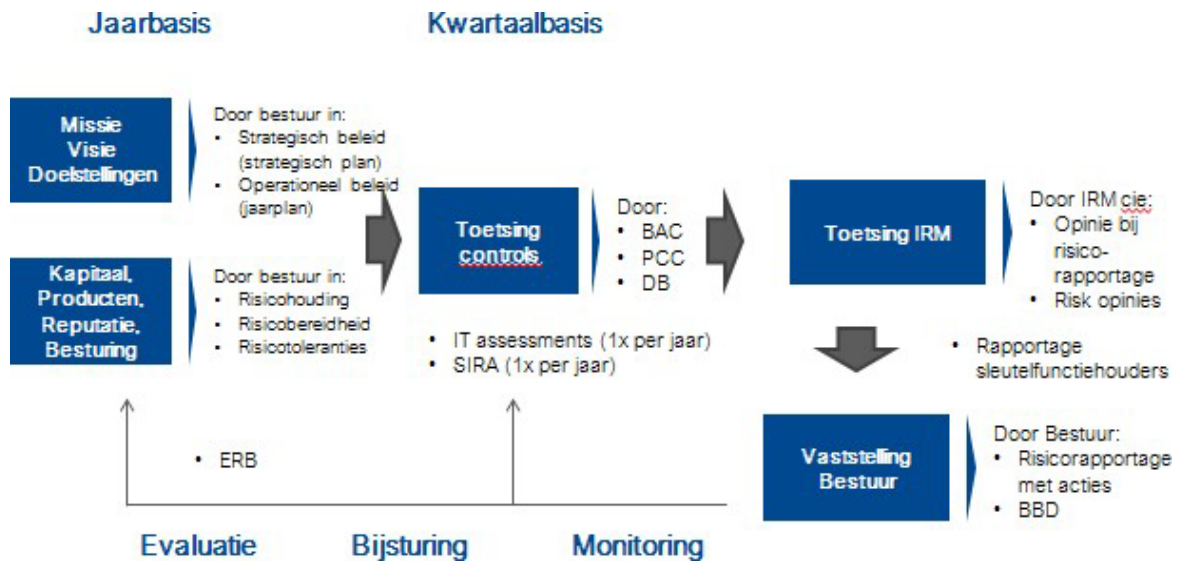 Jaarbasis
Kwartaalbasis
Missie
Visie
Doelstellingen
Door bestuur in:
• Strategisch beleid
(strategisch plan)
• Operationeel beleid
(jaarplan)
Kapitaal,
Producten,
Reputatie,
Besturing
Door bestuur in:
• Risicohouding
• Risicobereidheid
• Risicotoleranties
Toetsing
controls
Door:
• BAC
• PCC
• DB
• IT assessments (1x per jaar)
• SIRA (1x per jaar)
Toetsing IRM
Door IRM cie:
• Opinie bij
risico-
rapportage
• Risk opinies
• Rapportage
sleutelfunctiehouders
Vaststelling
Bestuur
Door Bestuur:
• Risicorapportage
met acties
• BBD
• ERB
Evaluatie
Bijsturing
Monitoring